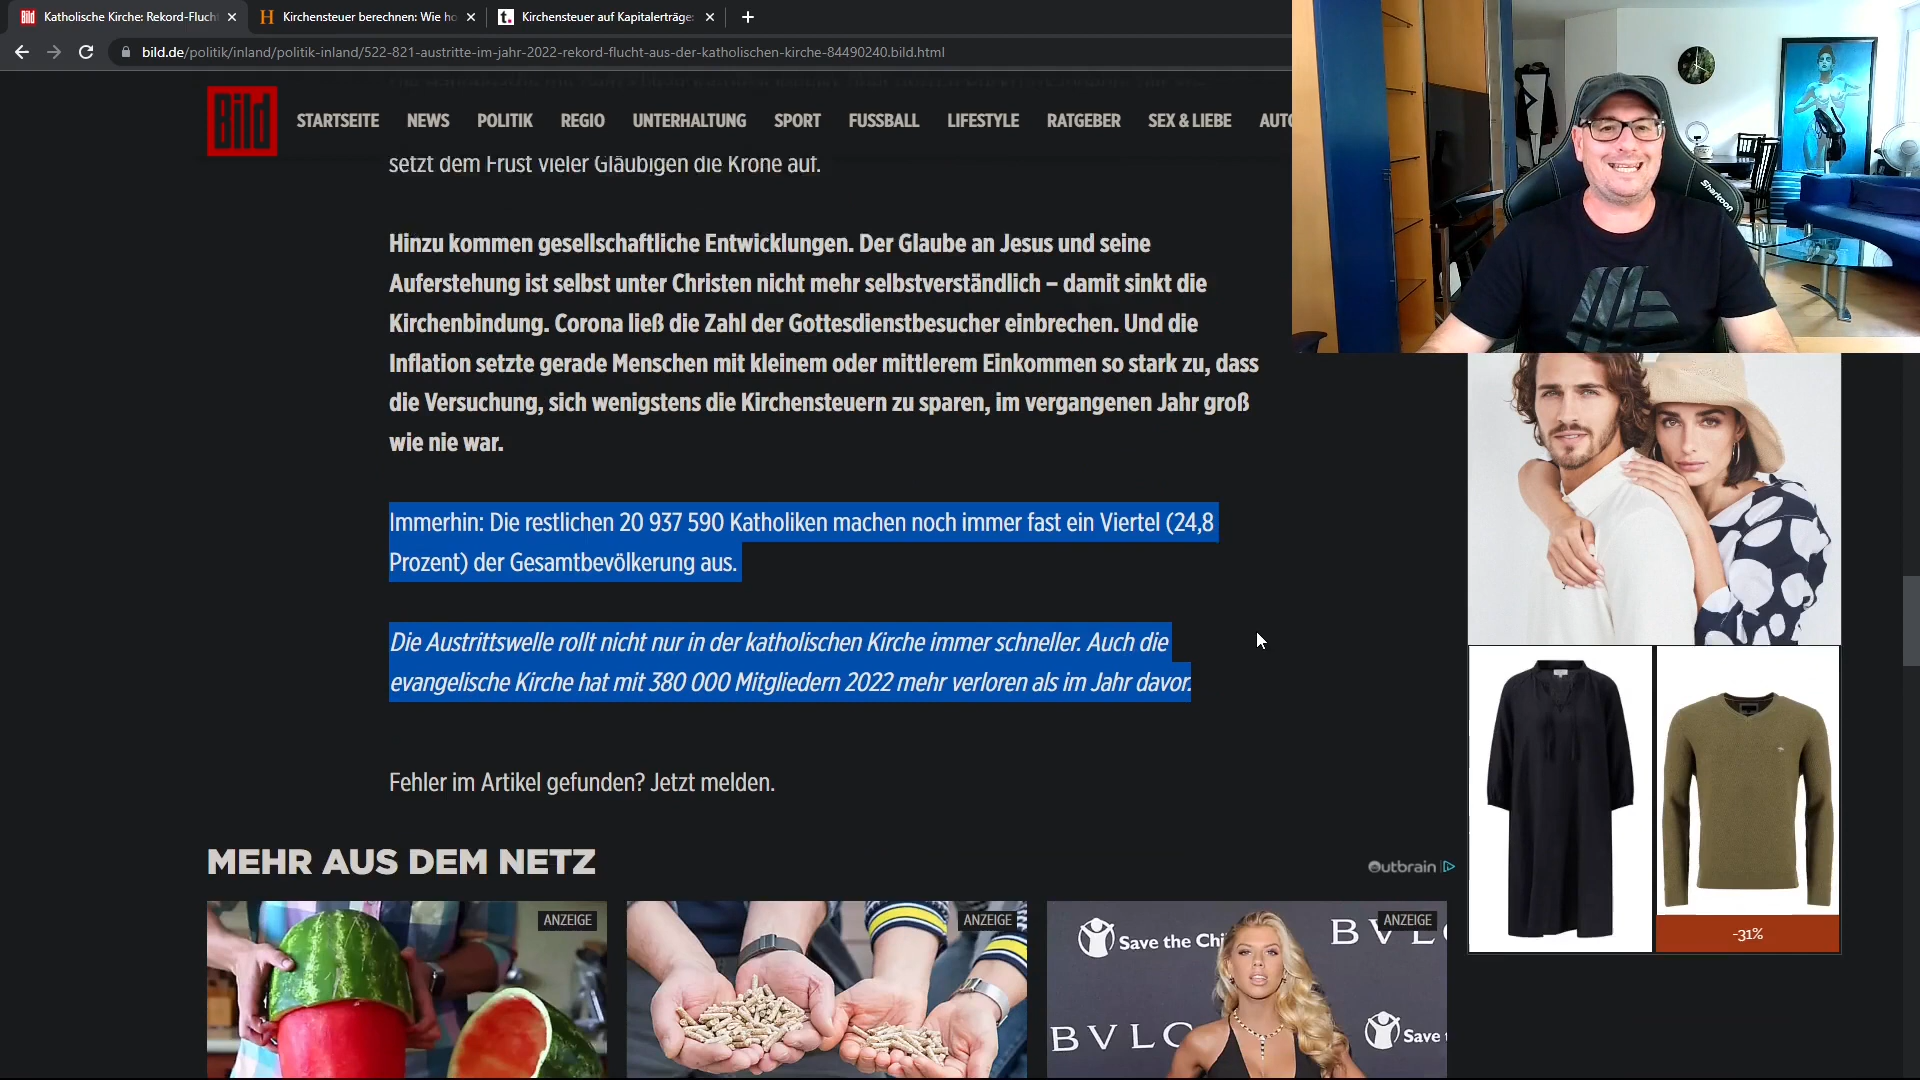 Katholische Kirche: Rekord-Flucht
Kirchensteuer berechnen: Wie ho
Kirchensteuer auf Kapitalerträge:
bild.de/politik/inland/politik-inland/522-821-austritte-im-jahr-2022-rekord-flucht-aus-der-katholischen-kirche-84490240.bild.html
Bild
STARTSEITE NEWS POLITIK REGIO UNTERHALTUNG SPORT FUSSBALL LIFESTYLE RATGEBER SEX & LIEBE AUTO
setzt dem Frust vieler Gläubigen die Krone auf.
Hinzu kommen gesellschaftliche Entwicklungen. Der Glaube an Jesus und seine
Auferstehung ist selbst unter Christen nicht mehr selbstverständlich – damit sinkt die
Kirchenbindung. Corona ließ die Zahl der Gottesdienstbesucher einbrechen. Und die
Inflation setzte gerade Menschen mit kleinem oder mittlerem Einkommen so stark zu, dass
die Versuchung, sich wenigstens die Kirchensteuern zu sparen, im vergangenen Jahr groß
wie nie war.
Immerhin: Die restlichen 20 937 590 Katholiken machen noch immer fast ein Viertel (24,8
Prozent) der Gesamtbevölkerung aus.
Die Austrittswelle rollt nicht nur in der katholischen Kirche immer schneller. Auch die
evangelische Kirche hat mit 380 000 Mitgliedern 2022 mehr verloren als im Jahr davor.
Fehler im Artikel gefunden? Jetzt melden.
MEHR AUS DEM NETZ
Outbrain
ANZEIGE
ANZEIGE
ANZEIGE
Save the Chi
BVLG
BVLG
Save
Sharkoon
-31%